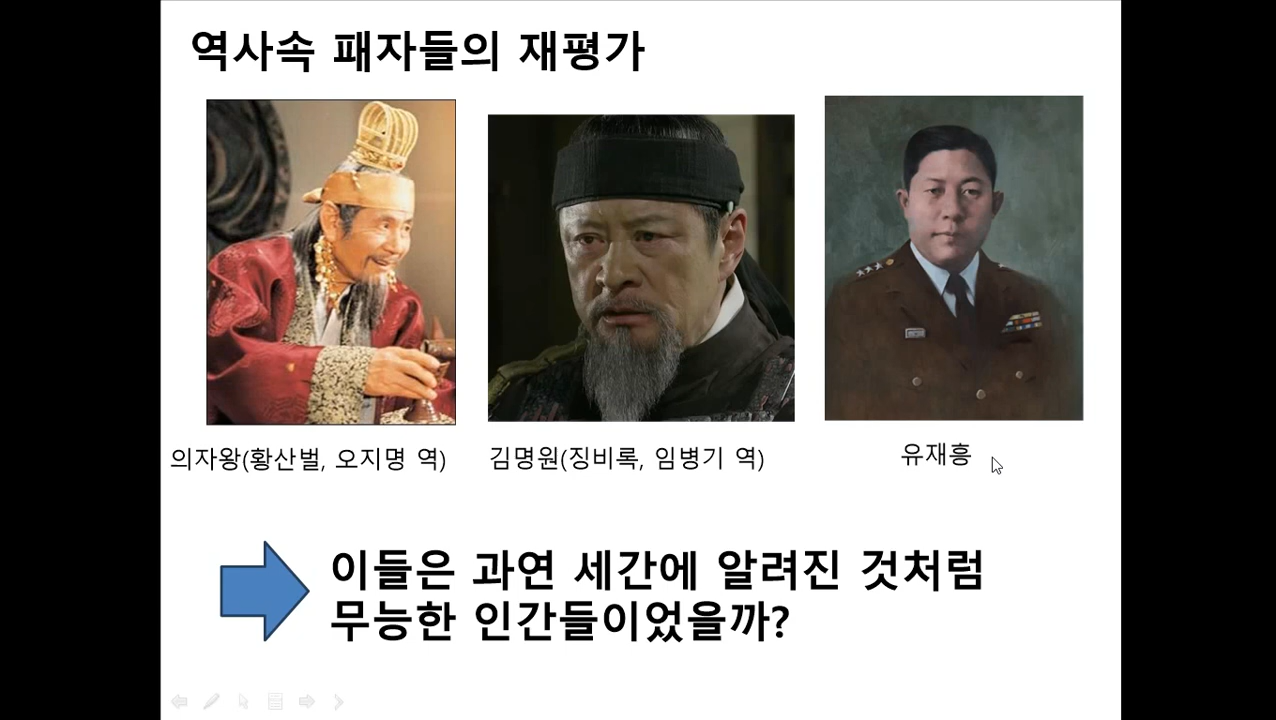 역사속 패자들의 재평가
의자왕(황산벌, 오지명 역)
김명원(징비록, 임병기 역)
유재흥
이들은 과연 세간에 알려진 것처럼
무능한 인간들이었을까?